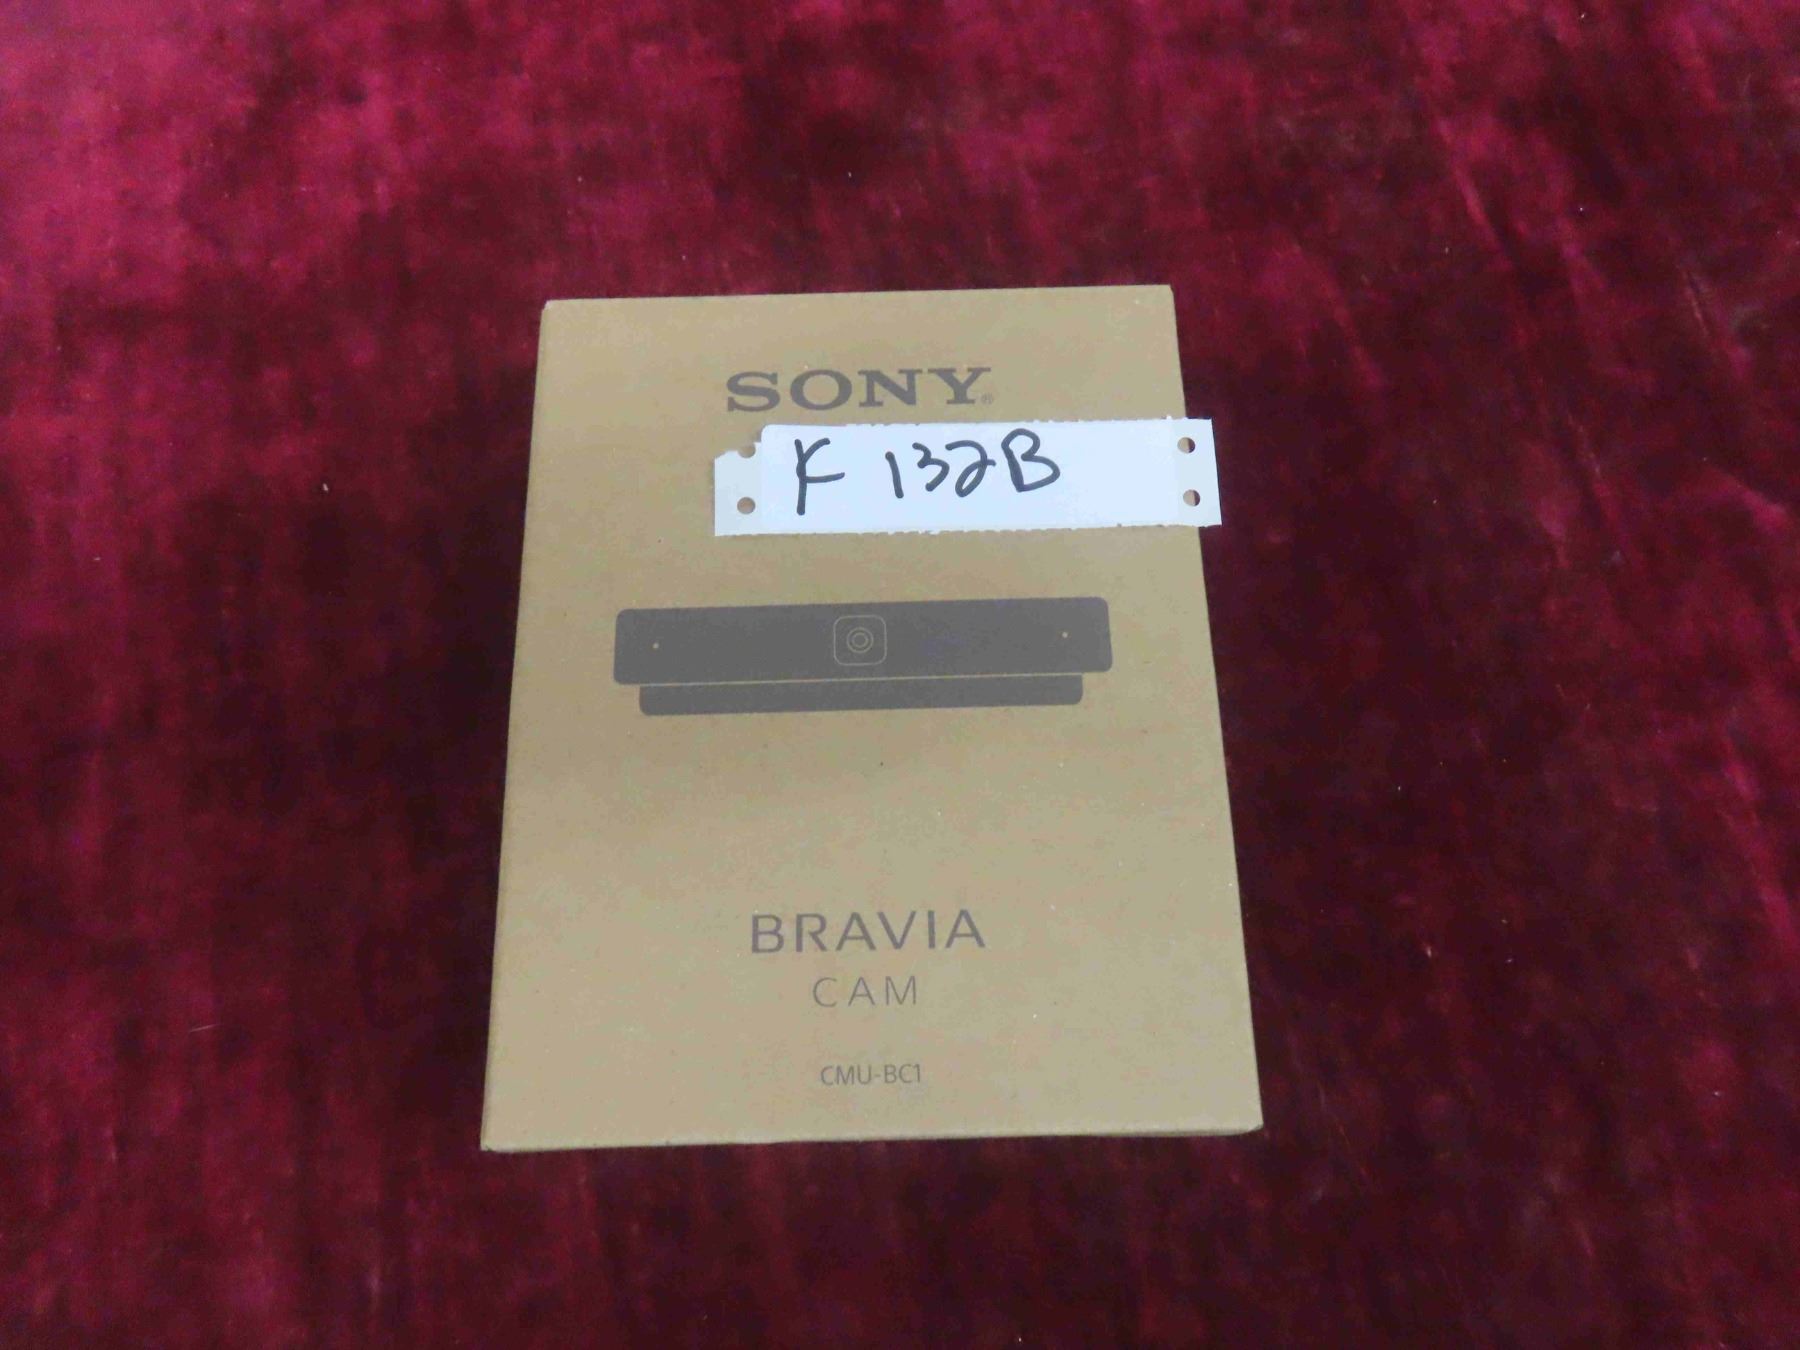 SONY®
K 132B
BRAVIA
CAM
CMU-BC1